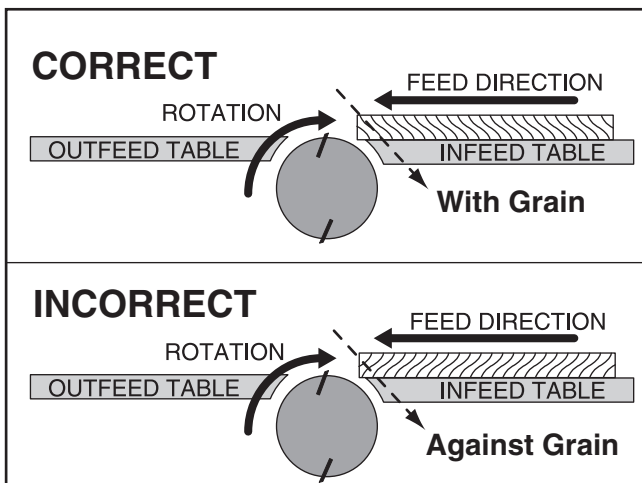 CORRECT
FEED DIRECTION
ROTATION
OUTFEED TABLE
INFEED TABLE
With Grain
INCORRECT
FEED DIRECTION
ROTATION
OUTFEED TABLE
INFEED TABLE
Against Grain